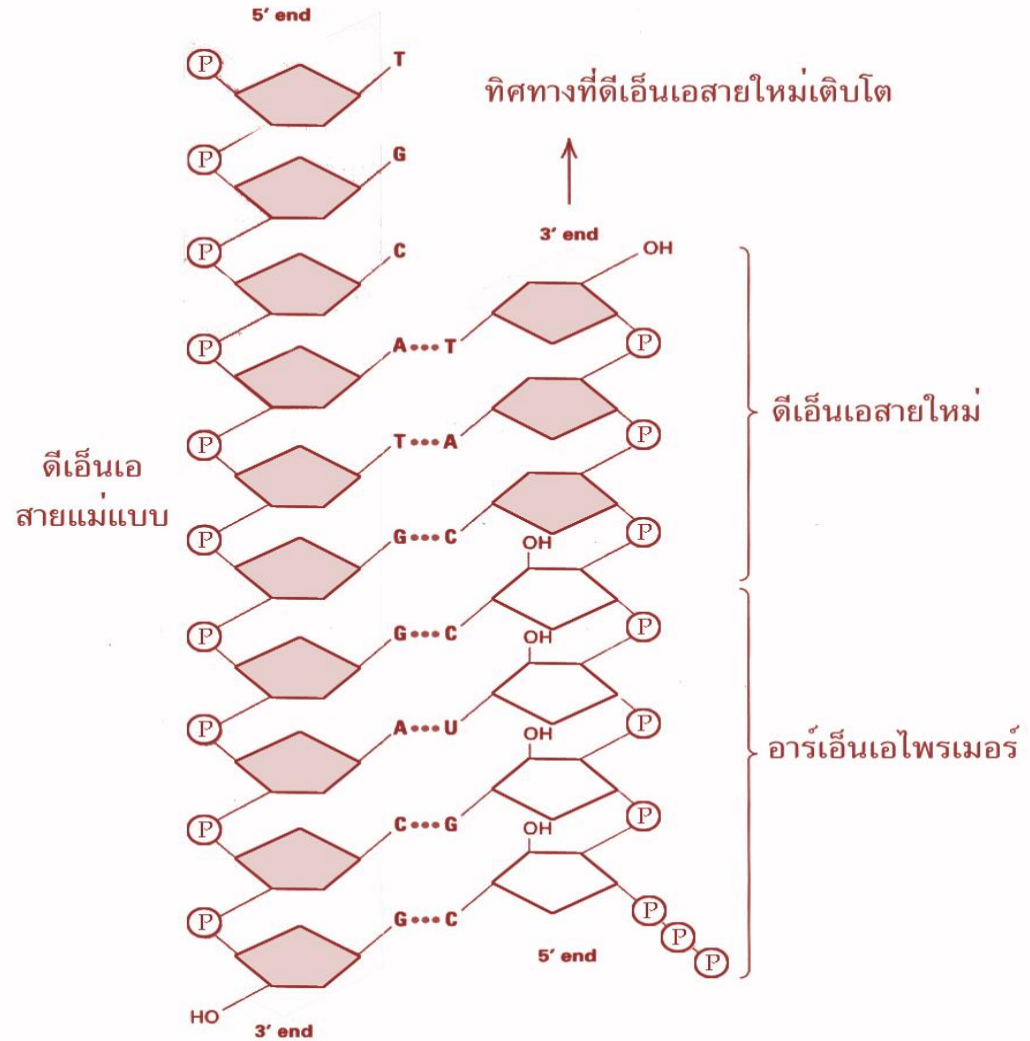 5′ end
P
T
ทิศทางที่ดีเอ็นเอสายใหม่เติบโต
P
G
3′ end
P
C
OH
P
A•••T
P
ดีเอ็นเอสายใหม่
P
T•••A
P
ดีเอ็นเอ
สายแม่แบบ
P
G•••C
P
OH
P
G•••C
P
OH
P
A•••U
P
อาร์เอ็นเอไพรเมอร์
OH
P
C•••G
P
OH
P
G•••C
P
P
P
5′ end
HO
3′ end